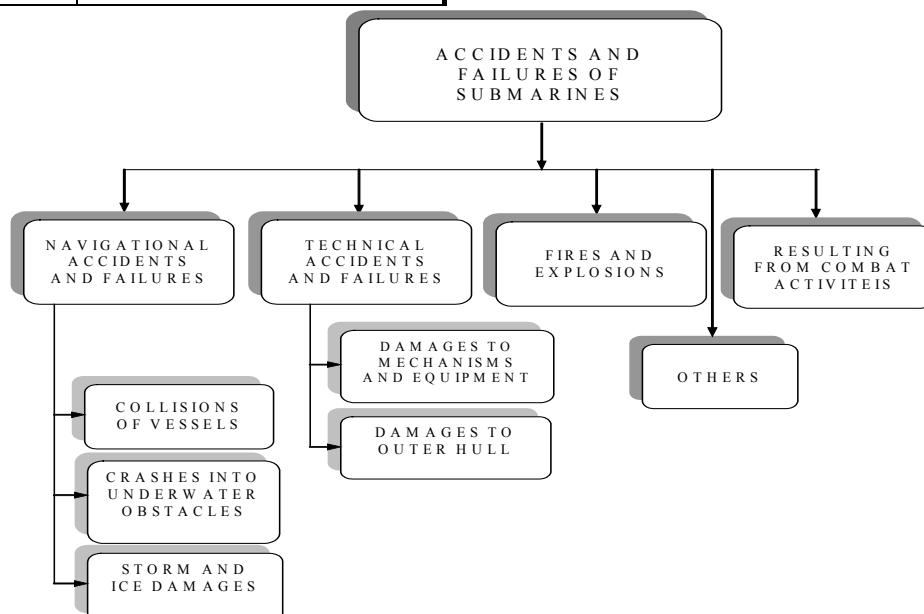 ACCIDENTS AND
FAILURES OF
SUBMARINES
NAVIGATIONAL
ACCIDENTS
AND FAILURES
TECHNICAL
ACCIDENTS
AND FAILURES
FIRES AND
EXPLOSIONS
RESULTING
FROM COMBAT
ACTIVITEIS
DAMAGES TO
MECHANISMS
AND EQUIPMENT
OTHERS
COLLISIONS
OF VESSELS
DAMAGES TO
OUTER HULL
CRASHES INTO
UNDERWATER
OBSTACLES
STORM AND
ICE DAMAGES